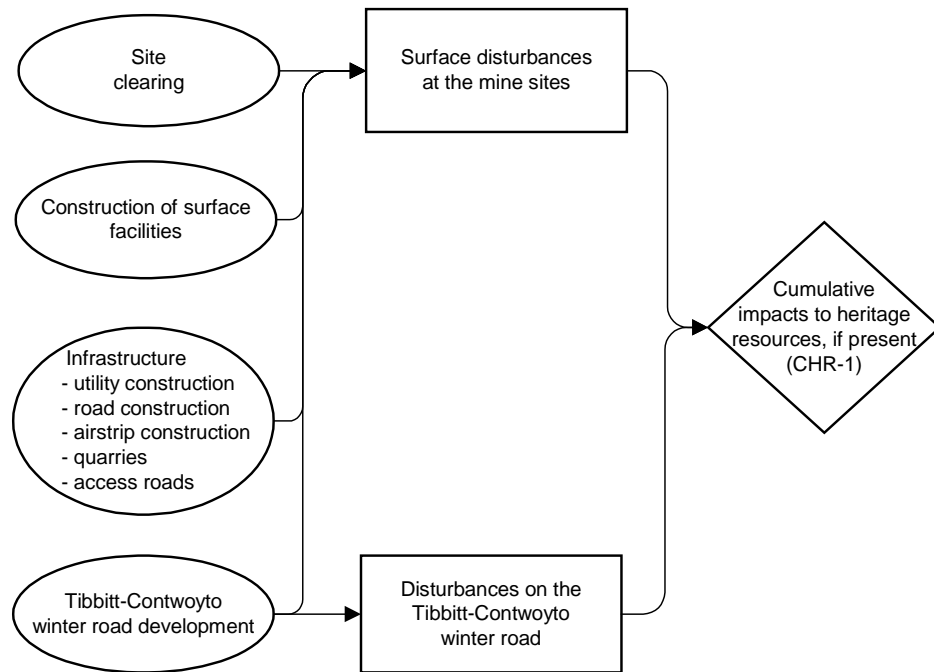 Site
clearing
Surface disturbances
at the mine sites
Construction of surface
facilities
Cumulative
impacts to heritage
resources, if present
(CHR-1)
Infrastructure
- utility construction
- road construction
- airstrip construction
- quarries
- access roads
Tibbitt-Contwoyto
winter road development
Disturbances on the
Tibbitt-Contwoyto
winter road